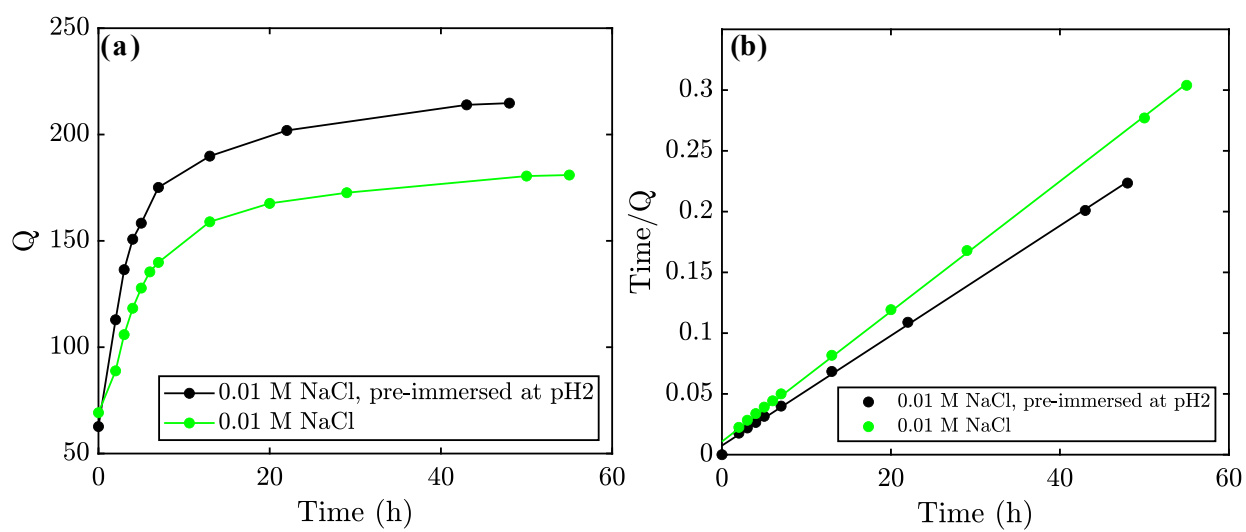 (a)
250
200
150
100
50
Q
0.01 M NaCl, pre-immersed at pH2
0.01 M NaCl
0
20
40
60
Time (h)
(b)
0.3
0.25
0.2
0.15
0.1
0.05
0
Time/Q
0.01 M NaCl, pre-immersed at pH2
0.01 M NaCl
0
20
40
60
Time (h)